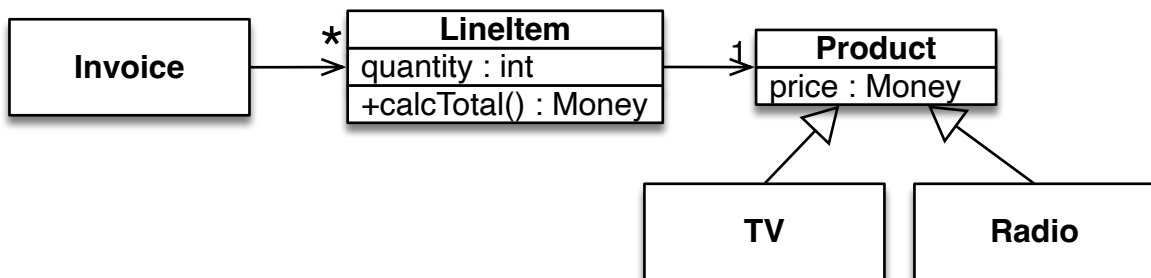 Invoice
*
LineItem
quantity : int
+calcTotal() : Money
1
Product
price : Money
TV
Radio